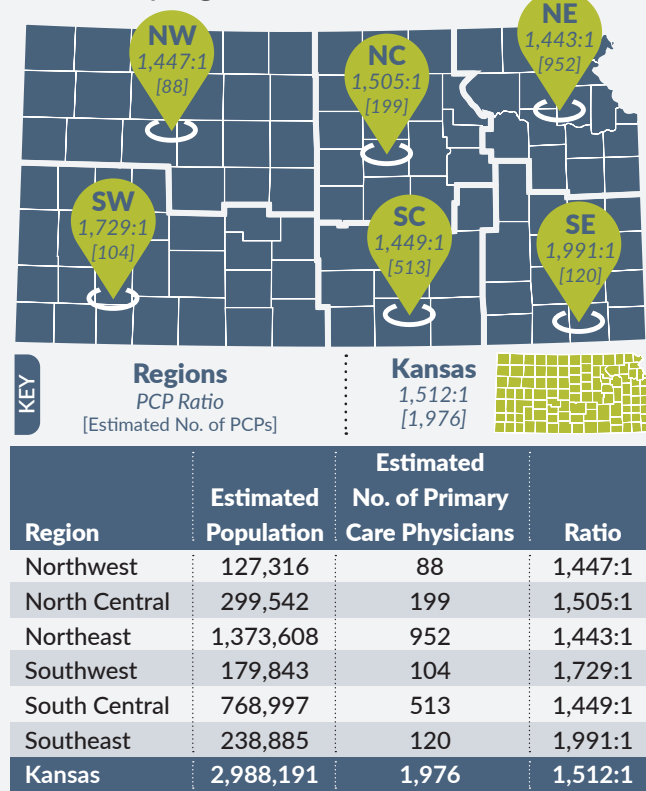 NW
1,447:1
[88]
NC
1,505:1
[199]
NE
1,443:1
[952]
SW
1,729:1
[104]
SC
1,449:1
[513]
SE
1,991:1
[120]
KEY
Regions
PCP Ratio
[Estimated No. of PCPs]
Kansas
1,512:1
[1,976]
Region Estimated Population Estimated No. of Primary Care Physicians Ratio
Northwest 127,316 88 1,447:1
North Central 299,542 199 1,505:1
Northeast 1,373,608 952 1,443:1
Southwest 179,843 104 1,729:1
South Central 768,997 513 1,449:1
Southeast 238,885 120 1,991:1
Kansas 2,988,191 1,976 1,512:1